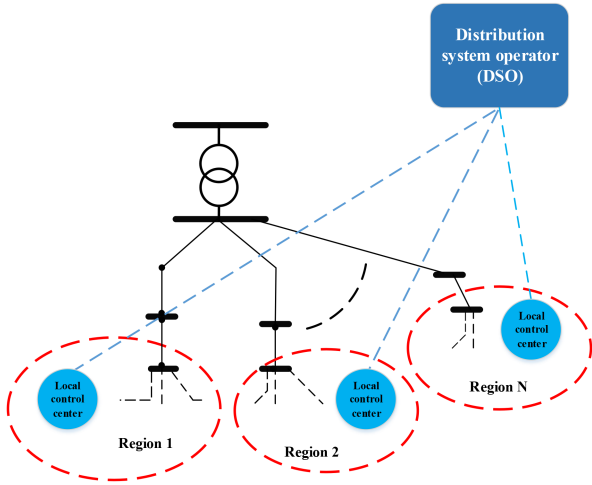 Distribution
system operator
(DSO)
Local
control
center
Region N
Local
control
center
Region 1
Local
control
center
Region 2